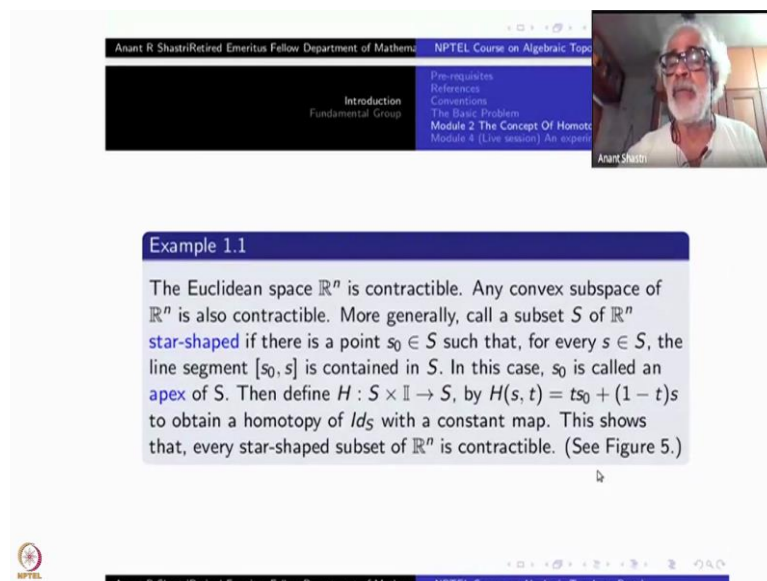 Anant R ShastriRetired Emeritus Fellow Department of Mathema
NPTEL Course on Algebraic Topo
Introduction
Fundamental Group
Pre-requisites
References
Conventions
The Basic Problem
Module 2 The Concept Of Homoto
Module 4 (Live session) An experi
Anant Shastri
Example 1.1
The Euclidean space ℝⁿ is contractible. Any convex subspace of
ℝⁿ is also contractible. More generally, call a subset S of ℝⁿ
star-shaped if there is a point s₀ ∈ S such that, for every s ∈ S, the
line segment [s₀, s] is contained in S. In this case, s₀ is called an
apex of S. Then define H : S × 𝕀 → S, by H(s, t) = ts₀ + (1 − t)s
to obtain a homotopy of Id_S with a constant map. This shows
that, every star-shaped subset of ℝⁿ is contractible. (See Figure 5.)
NPTEL